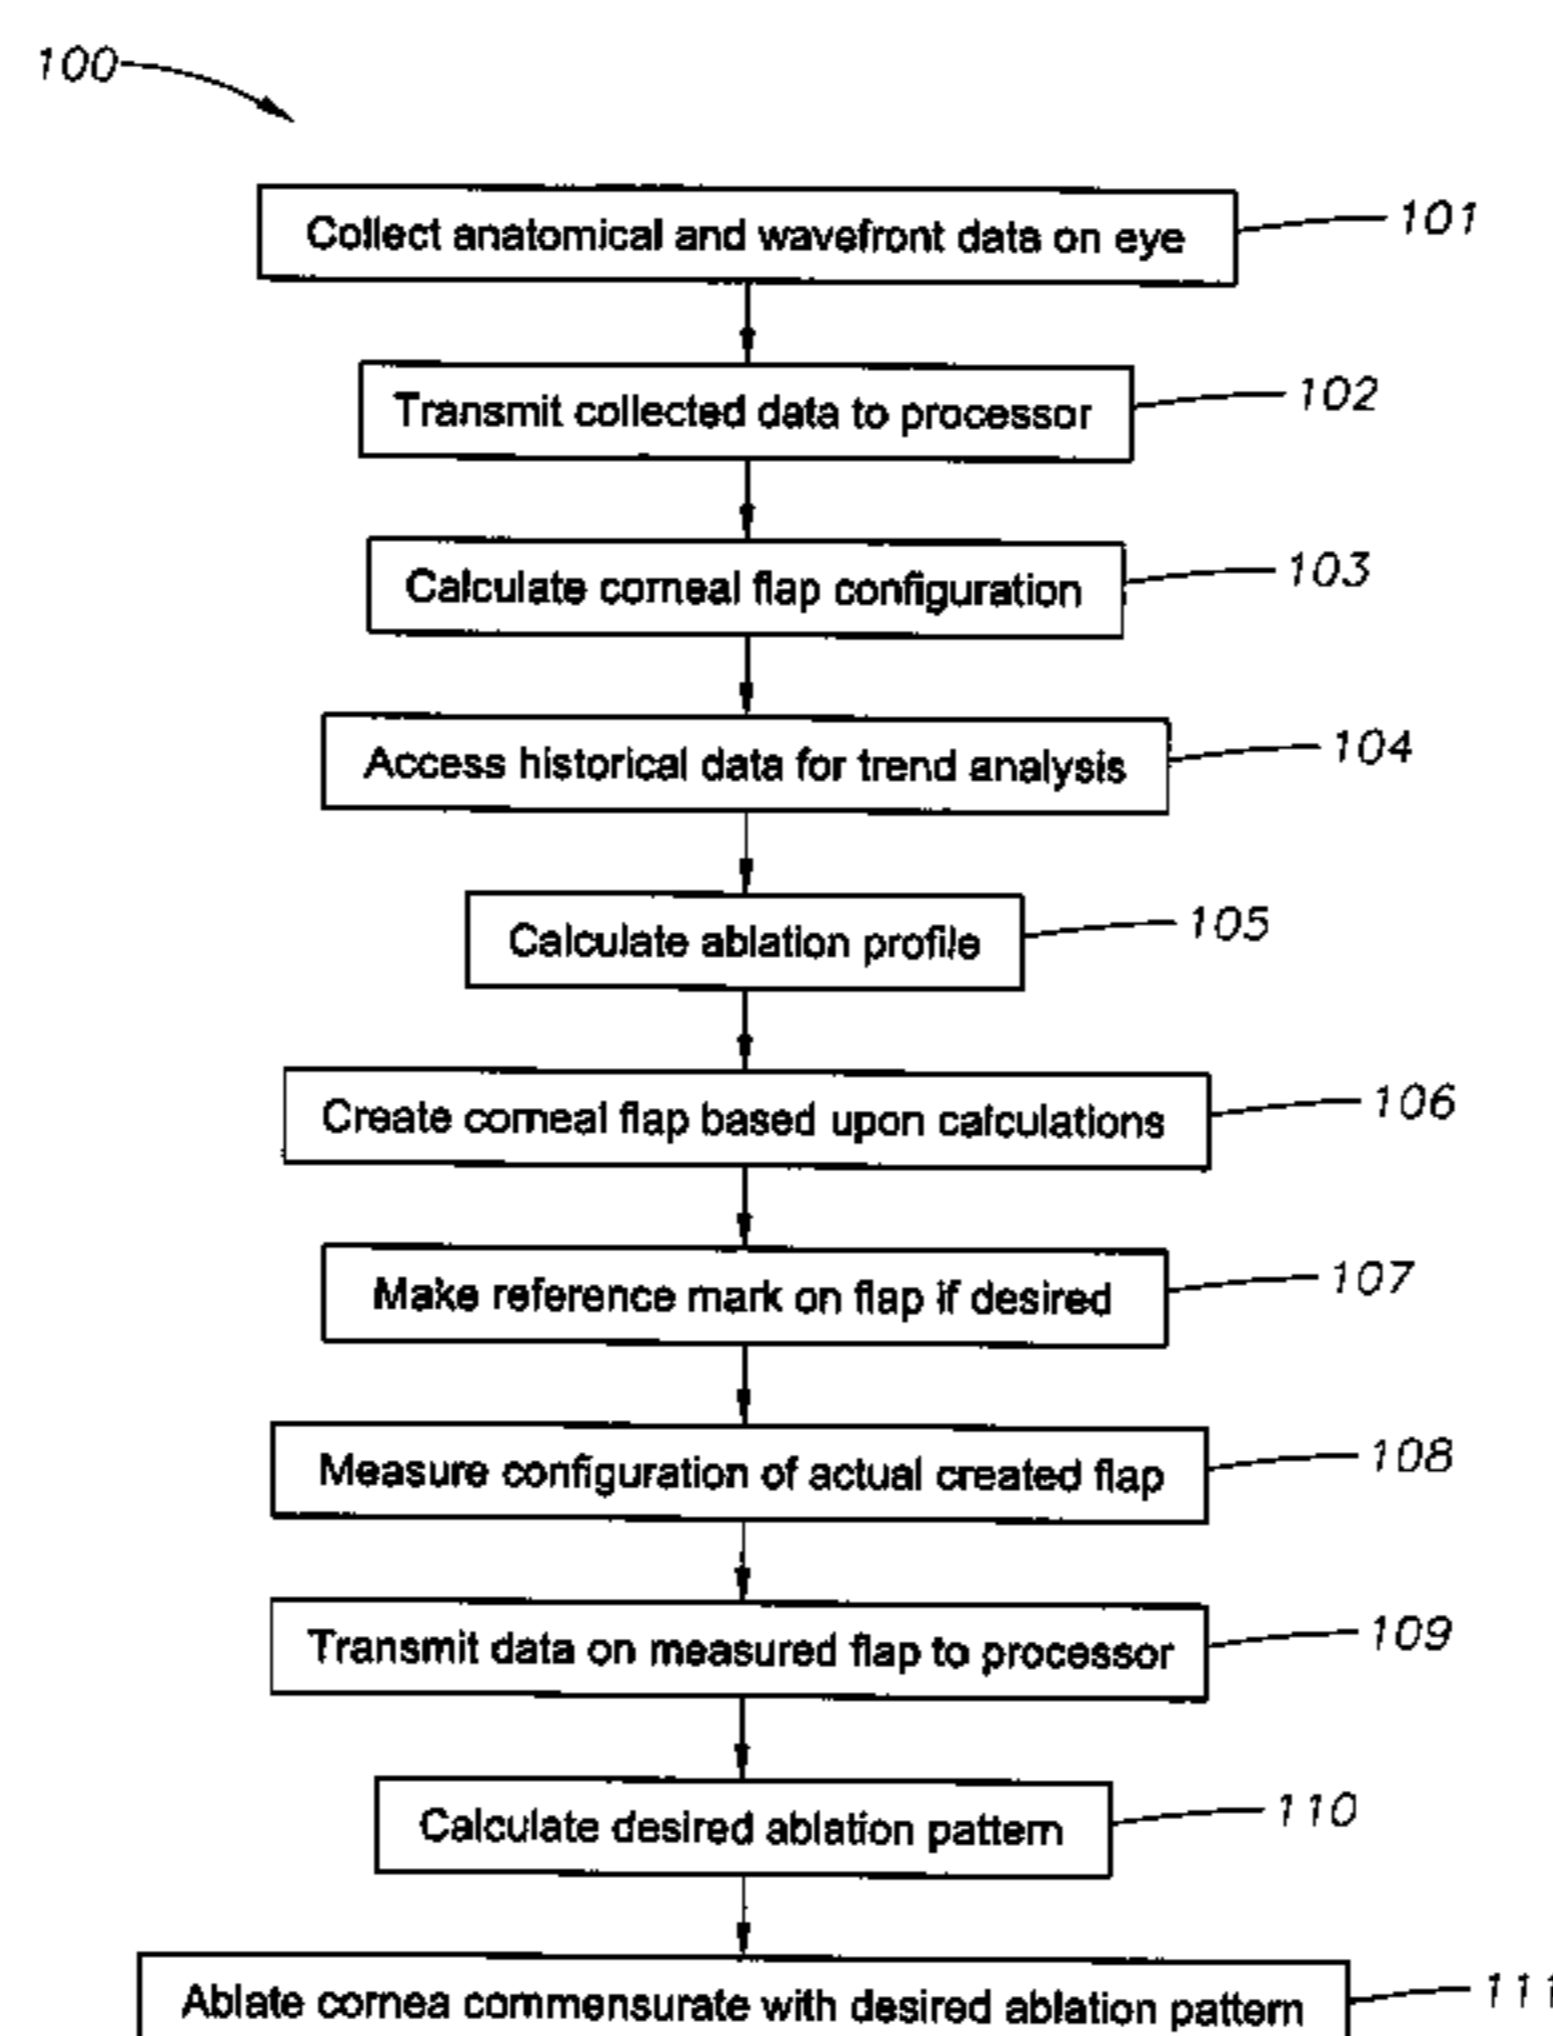 100
Collect anatomical and wavefront data on eye 101
Transmit collected data to processor 102
Calculate corneal flap configuration 103
Access historical data for trend analysis 104
Calculate ablation profile 105
Create corneal flap based upon calculations 106
Make reference mark on flap if desired 107
Measure configuration of actual created flap 108
Transmit data on measured flap to processor 109
Calculate desired ablation pattern 110
Ablate cornea commensurate with desired ablation pattern 111